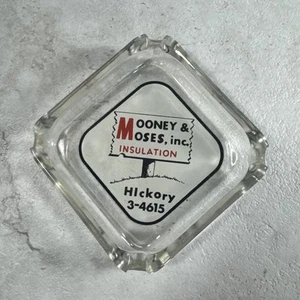 MOONEY &
MOSES, inc.
INSULATION
HIckory
3-4615